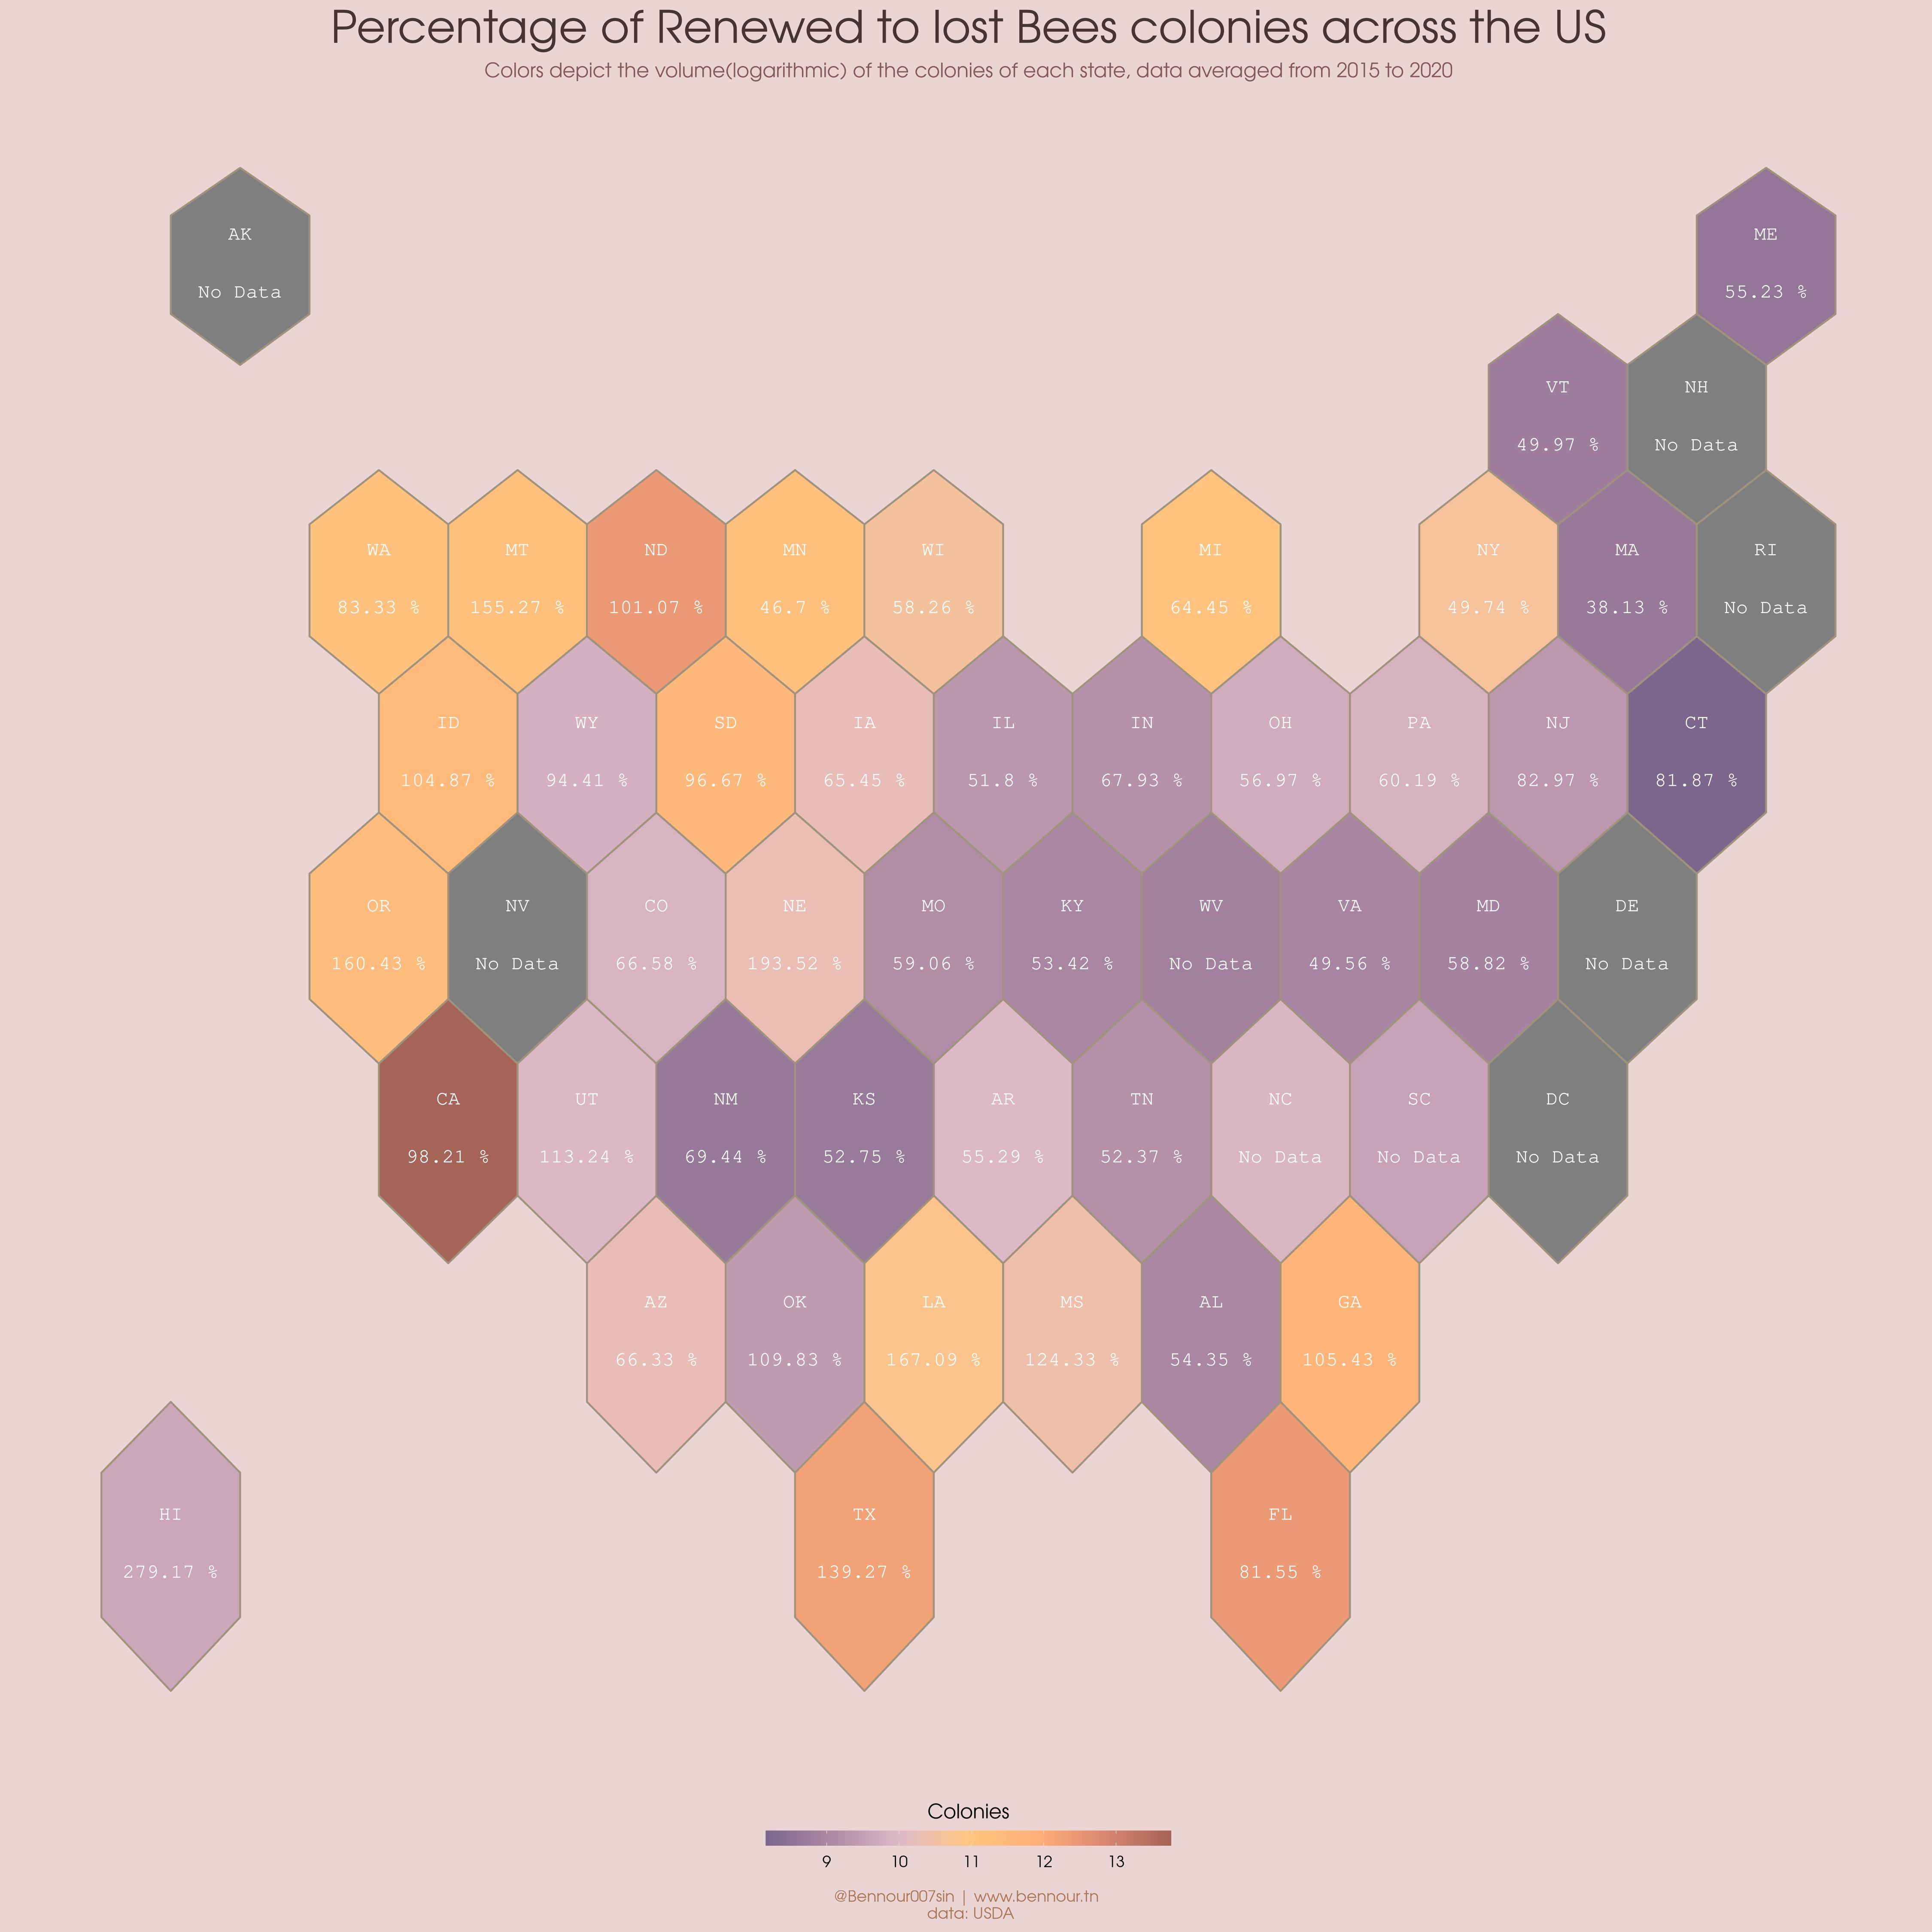 Percentage of Renewed to lost Bees colonies across the US
Colors depict the volume(logarithmic) of the colonies of each state, data averaged from 2015 to 2020
AK
No Data
ME
55.23 %
VT
49.97 %
NH
No Data
WA
83.33 %
MT
155.27 %
ND
101.07 %
MN
46.7 %
WI
58.26 %
MI
64.45 %
NY
49.74 %
MA
38.13 %
RI
No Data
ID
104.87 %
WY
94.41 %
SD
96.67 %
IA
65.45 %
IL
51.8 %
IN
67.93 %
OH
56.97 %
PA
60.19 %
NJ
82.97 %
CT
81.87 %
OR
160.43 %
NV
No Data
CO
66.58 %
NE
193.52 %
MO
59.06 %
KY
53.42 %
WV
No Data
VA
49.56 %
MD
58.82 %
DE
No Data
CA
98.21 %
UT
113.24 %
NM
69.44 %
KS
52.75 %
AR
55.29 %
TN
52.37 %
NC
No Data
SC
No Data
DC
No Data
AZ
66.33 %
OK
109.83 %
LA
167.09 %
MS
124.33 %
AL
54.35 %
GA
105.43 %
HI
279.17 %
TX
139.27 %
FL
81.55 %
Colonies
9 10 11 12 13
@Bennour007sin | www.bennour.tn
data: USDA